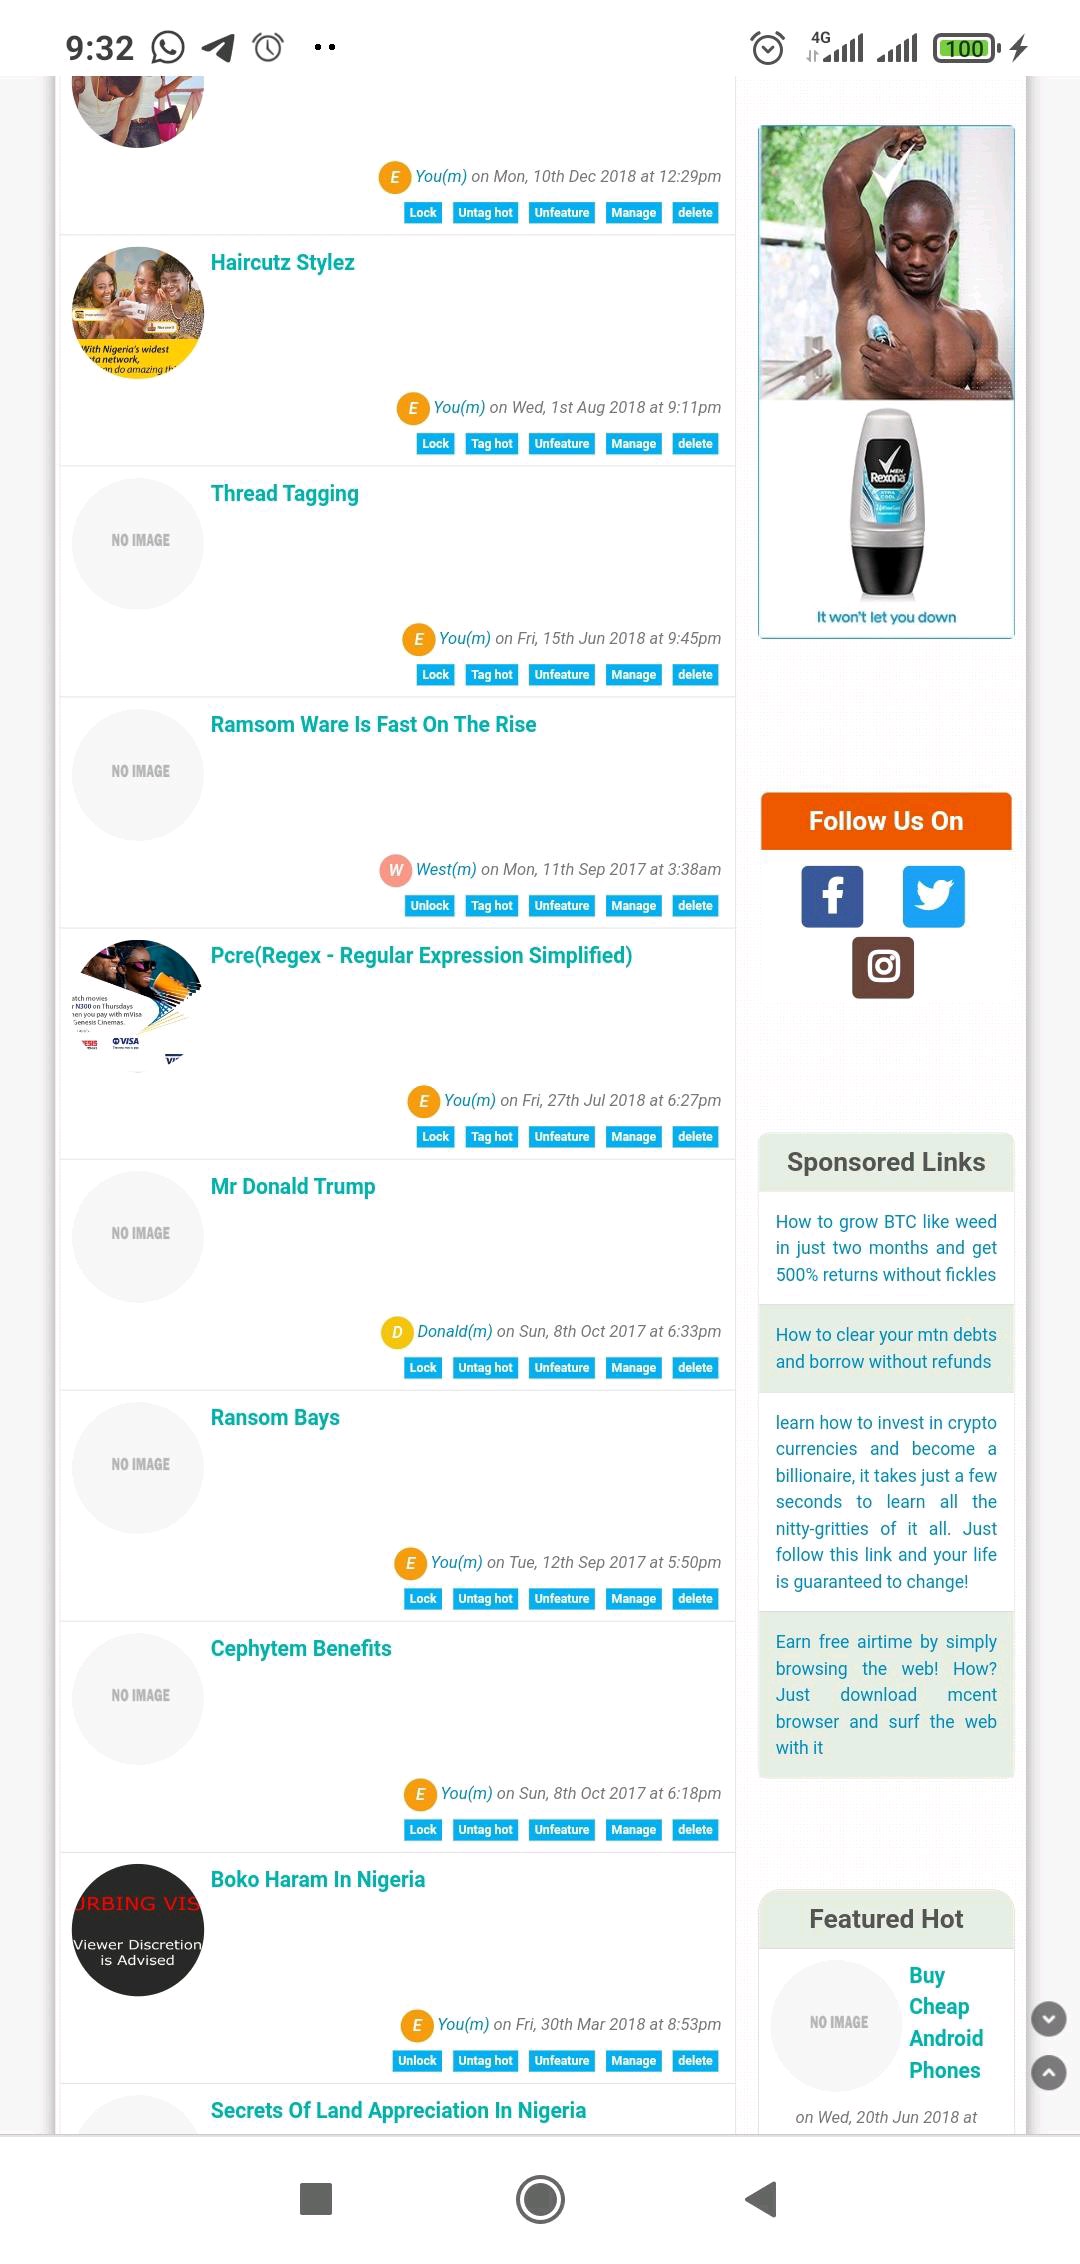 9:32
4G
100
E You(m) on Mon, 10th Dec 2018 at 12:29pm
Lock Untag hot Unfeature Manage delete
Haircutz Stylez
With Nigeria's widest
ta network,
an do amazing th
E You(m) on Wed, 1st Aug 2018 at 9:11pm
Lock Tag hot Unfeature Manage delete
Thread Tagging
NO IMAGE
E You(m) on Fri, 15th Jun 2018 at 9:45pm
Lock Tag hot Unfeature Manage delete
Ramsom Ware Is Fast On The Rise
NO IMAGE
W West(m) on Mon, 11th Sep 2017 at 3:38am
Unlock Tag hot Unfeature Manage delete
Pcre(Regex - Regular Expression Simplified)
atch movies
r N300 on Thursdays
hen you pay with mVisa
Genesis Cinemas.
ESIS
VISA
VIS
E You(m) on Fri, 27th Jul 2018 at 6:27pm
Lock Tag hot Unfeature Manage delete
Mr Donald Trump
NO IMAGE
D Donald(m) on Sun, 8th Oct 2017 at 6:33pm
Lock Untag hot Unfeature Manage delete
Ransom Bays
NO IMAGE
E You(m) on Tue, 12th Sep 2017 at 5:50pm
Lock Untag hot Unfeature Manage delete
Cephytem Benefits
NO IMAGE
E You(m) on Sun, 8th Oct 2017 at 6:18pm
Lock Untag hot Unfeature Manage delete
Boko Haram In Nigeria
URBING VIS
Viewer Discretion
is Advised
E You(m) on Fri, 30th Mar 2018 at 8:53pm
Unlock Untag hot Unfeature Manage delete
Secrets Of Land Appreciation In Nigeria
MEN
Rexona
XTRA
COOL
It won't let you down
Follow Us On
Sponsored Links
How to grow BTC like weed
in just two months and get
500% returns without fickles
How to clear your mtn debts
and borrow without refunds
learn how to invest in crypto
currencies and become a
billionaire, it takes just a few
seconds to learn all the
nitty-gritties of it all. Just
follow this link and your life
is guaranteed to change!
Earn free airtime by simply
browsing the web! How?
Just download mcent
browser and surf the web
with it
Featured Hot
NO IMAGE
Buy
Cheap
Android
Phones
on Wed, 20th Jun 2018 at